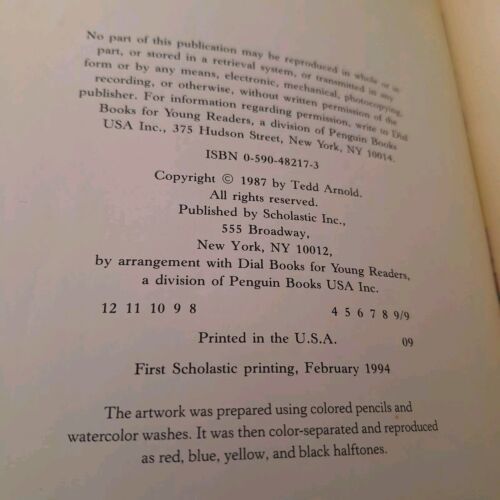 No part of this publication may be reproduced in whole or in
part, or stored in a retrieval system, or transmitted in any
form or by any means, electronic, mechanical, photocopying,
recording, or otherwise, without written permission of the
publisher. For information regarding permission, write to Dial
Books for Young Readers, a division of Penguin Books
USA Inc., 375 Hudson Street, New York, NY 10014.
ISBN 0-590-48217-3
Copyright © 1987 by Tedd Arnold.
All rights reserved.
Published by Scholastic Inc.,
555 Broadway,
New York, NY 10012,
by arrangement with Dial Books for Young Readers,
a division of Penguin Books USA Inc.
12 11 10 9 8 4 5 6 7 8 9/9
Printed in the U.S.A. 09
First Scholastic printing, February 1994
The artwork was prepared using colored pencils and
watercolor washes. It was then color-separated and reproduced
as red, blue, yellow, and black halftones.